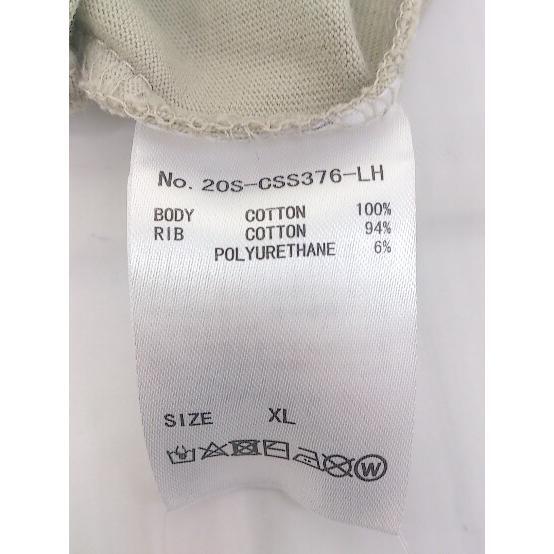 No. 20S-CSS376-LH
BODY COTTON 100%
RIB COTTON 94%
POLYURETHANE 6%
SIZE XL
W